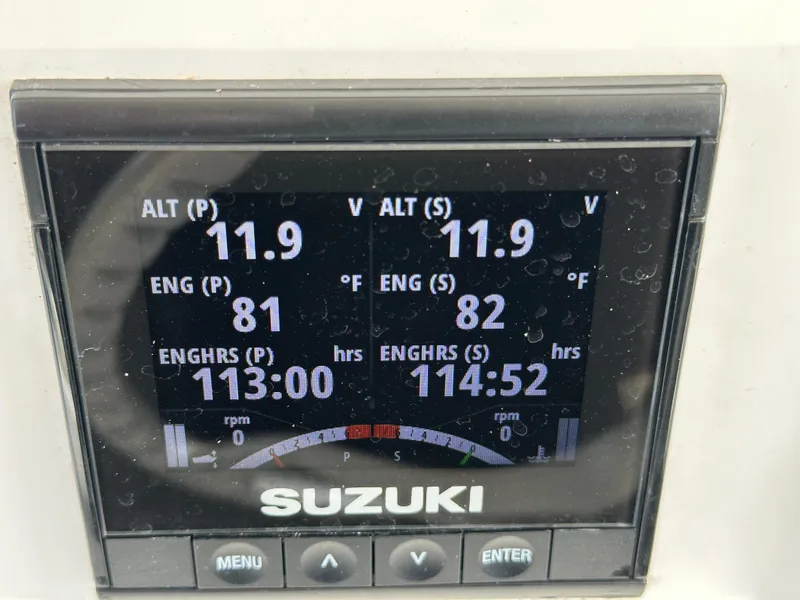 ALT (P) V ALT (S) V
11.9 11.9
ENG (P) °F ENG (S) °F
81 82
ENGHRS (P) hrs ENGHRS (S) hrs
113:00 114:52
rpm rpm
0 0
P S
SUZUKI
MENU ∧ ∨ ENTER